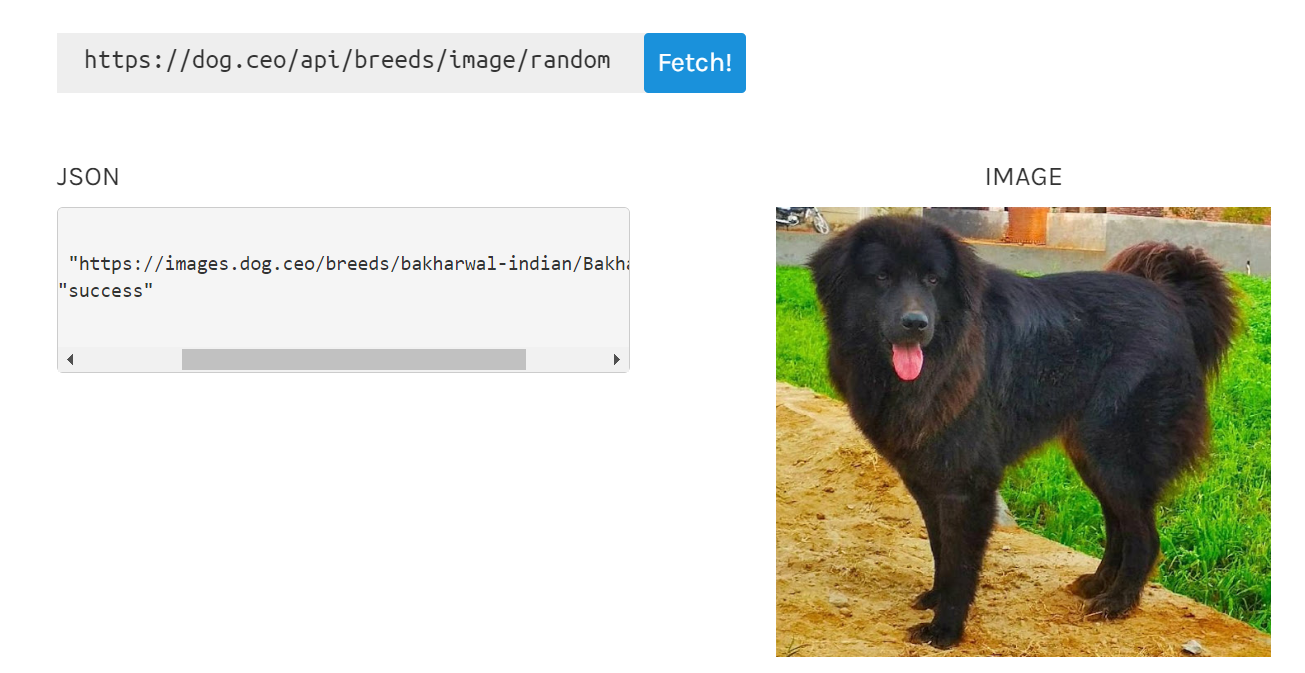 https://dog.ceo/api/breeds/image/random
Fetch!
JSON
"https://images.dog.ceo/breeds/bakharwal-indian/Bakha
"success"
IMAGE